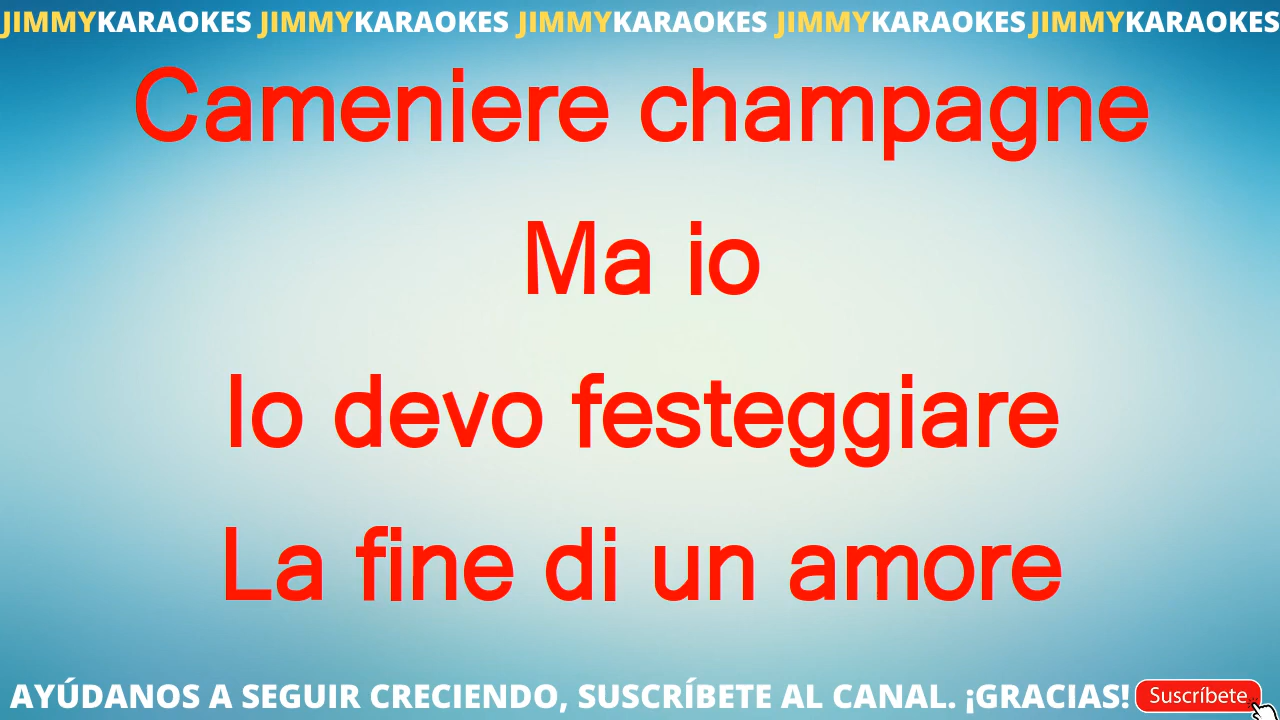 JIMMYKARAOKES JIMMYKARAOKES JIMMYKARAOKES JIMMYKARAOKES JIMMYKARAOKES
Cameniere champagne
Ma io
Io devo festeggiare
La fine di un amore
AYÚDANOS A SEGUIR CRECIENDO, SUSCRÍBETE AL CANAL. ¡GRACIAS! Suscríbete